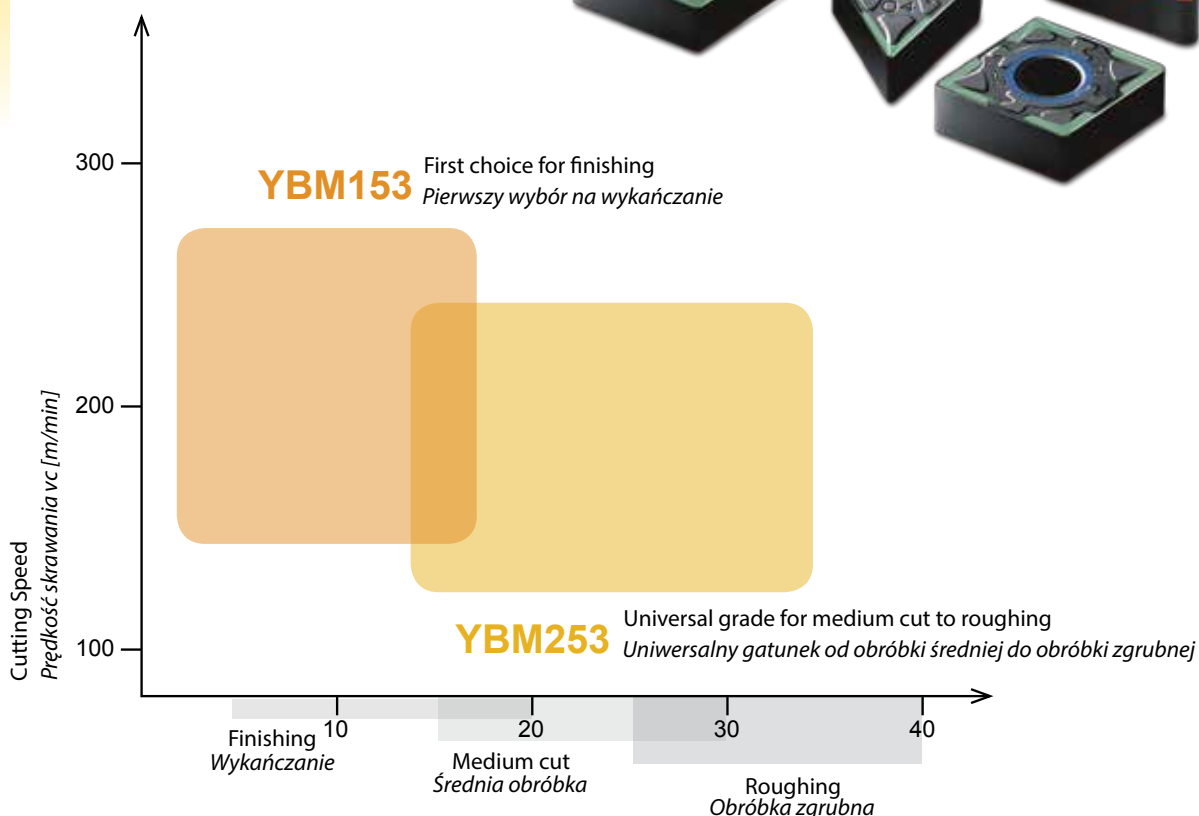 300
YBM153
First choice for finishing
Pierwszy wybór na wykańczanie
200
Cutting Speed
Prędkość skrawania vc [m/min]
100
YBM253
Universal grade for medium cut to roughing
Uniwersalny gatunek od obróbki średniej do obróbki zgrubnej
10
20
30
40
Finishing
Wykańczanie
Medium cut
Średnia obróbka
Roughing
Obróbka zgrubna